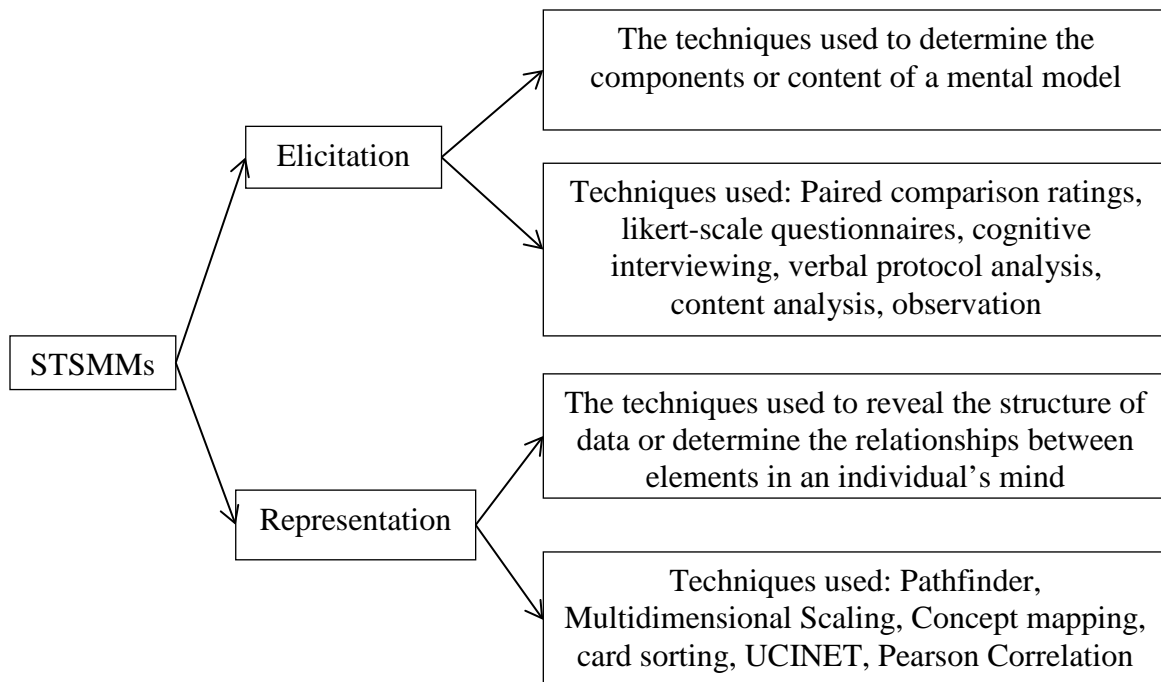 The techniques used to determine the
components or content of a mental model
Elicitation
Techniques used: Paired comparison ratings,
likert-scale questionnaires, cognitive
interviewing, verbal protocol analysis,
content analysis, observation
STSMMs
The techniques used to reveal the structure of
data or determine the relationships between
elements in an individual’s mind
Representation
Techniques used: Pathfinder,
Multidimensional Scaling, Concept mapping,
card sorting, UCINET, Pearson Correlation